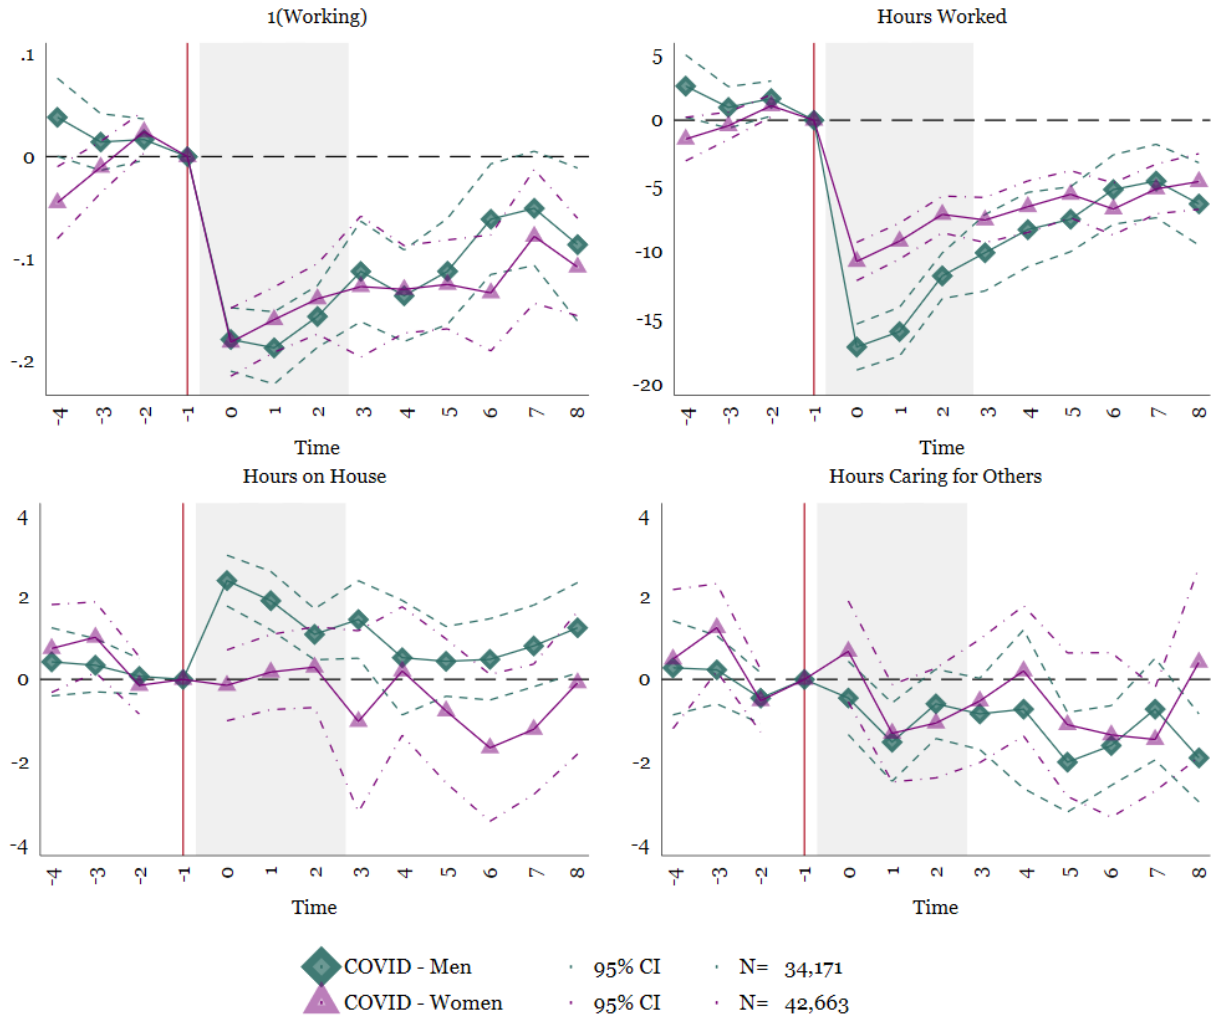 1(Working)
.1
0
-.1
-.2
-4 -3 -2 -1 0 1 2 3 4 5 6 7 8
Time
Hours Worked
5
0
-5
-10
-15
-20
-4 -3 -2 -1 0 1 2 3 4 5 6 7 8
Time
Hours on House
4
2
0
-2
-4
-4 -3 -2 -1 0 1 2 3 4 5 6 7 8
Time
Hours Caring for Others
4
2
0
-2
-4
-4 -3 -2 -1 0 1 2 3 4 5 6 7 8
Time
COVID - Men 95% CI N= 34,171
COVID - Women 95% CI N= 42,663